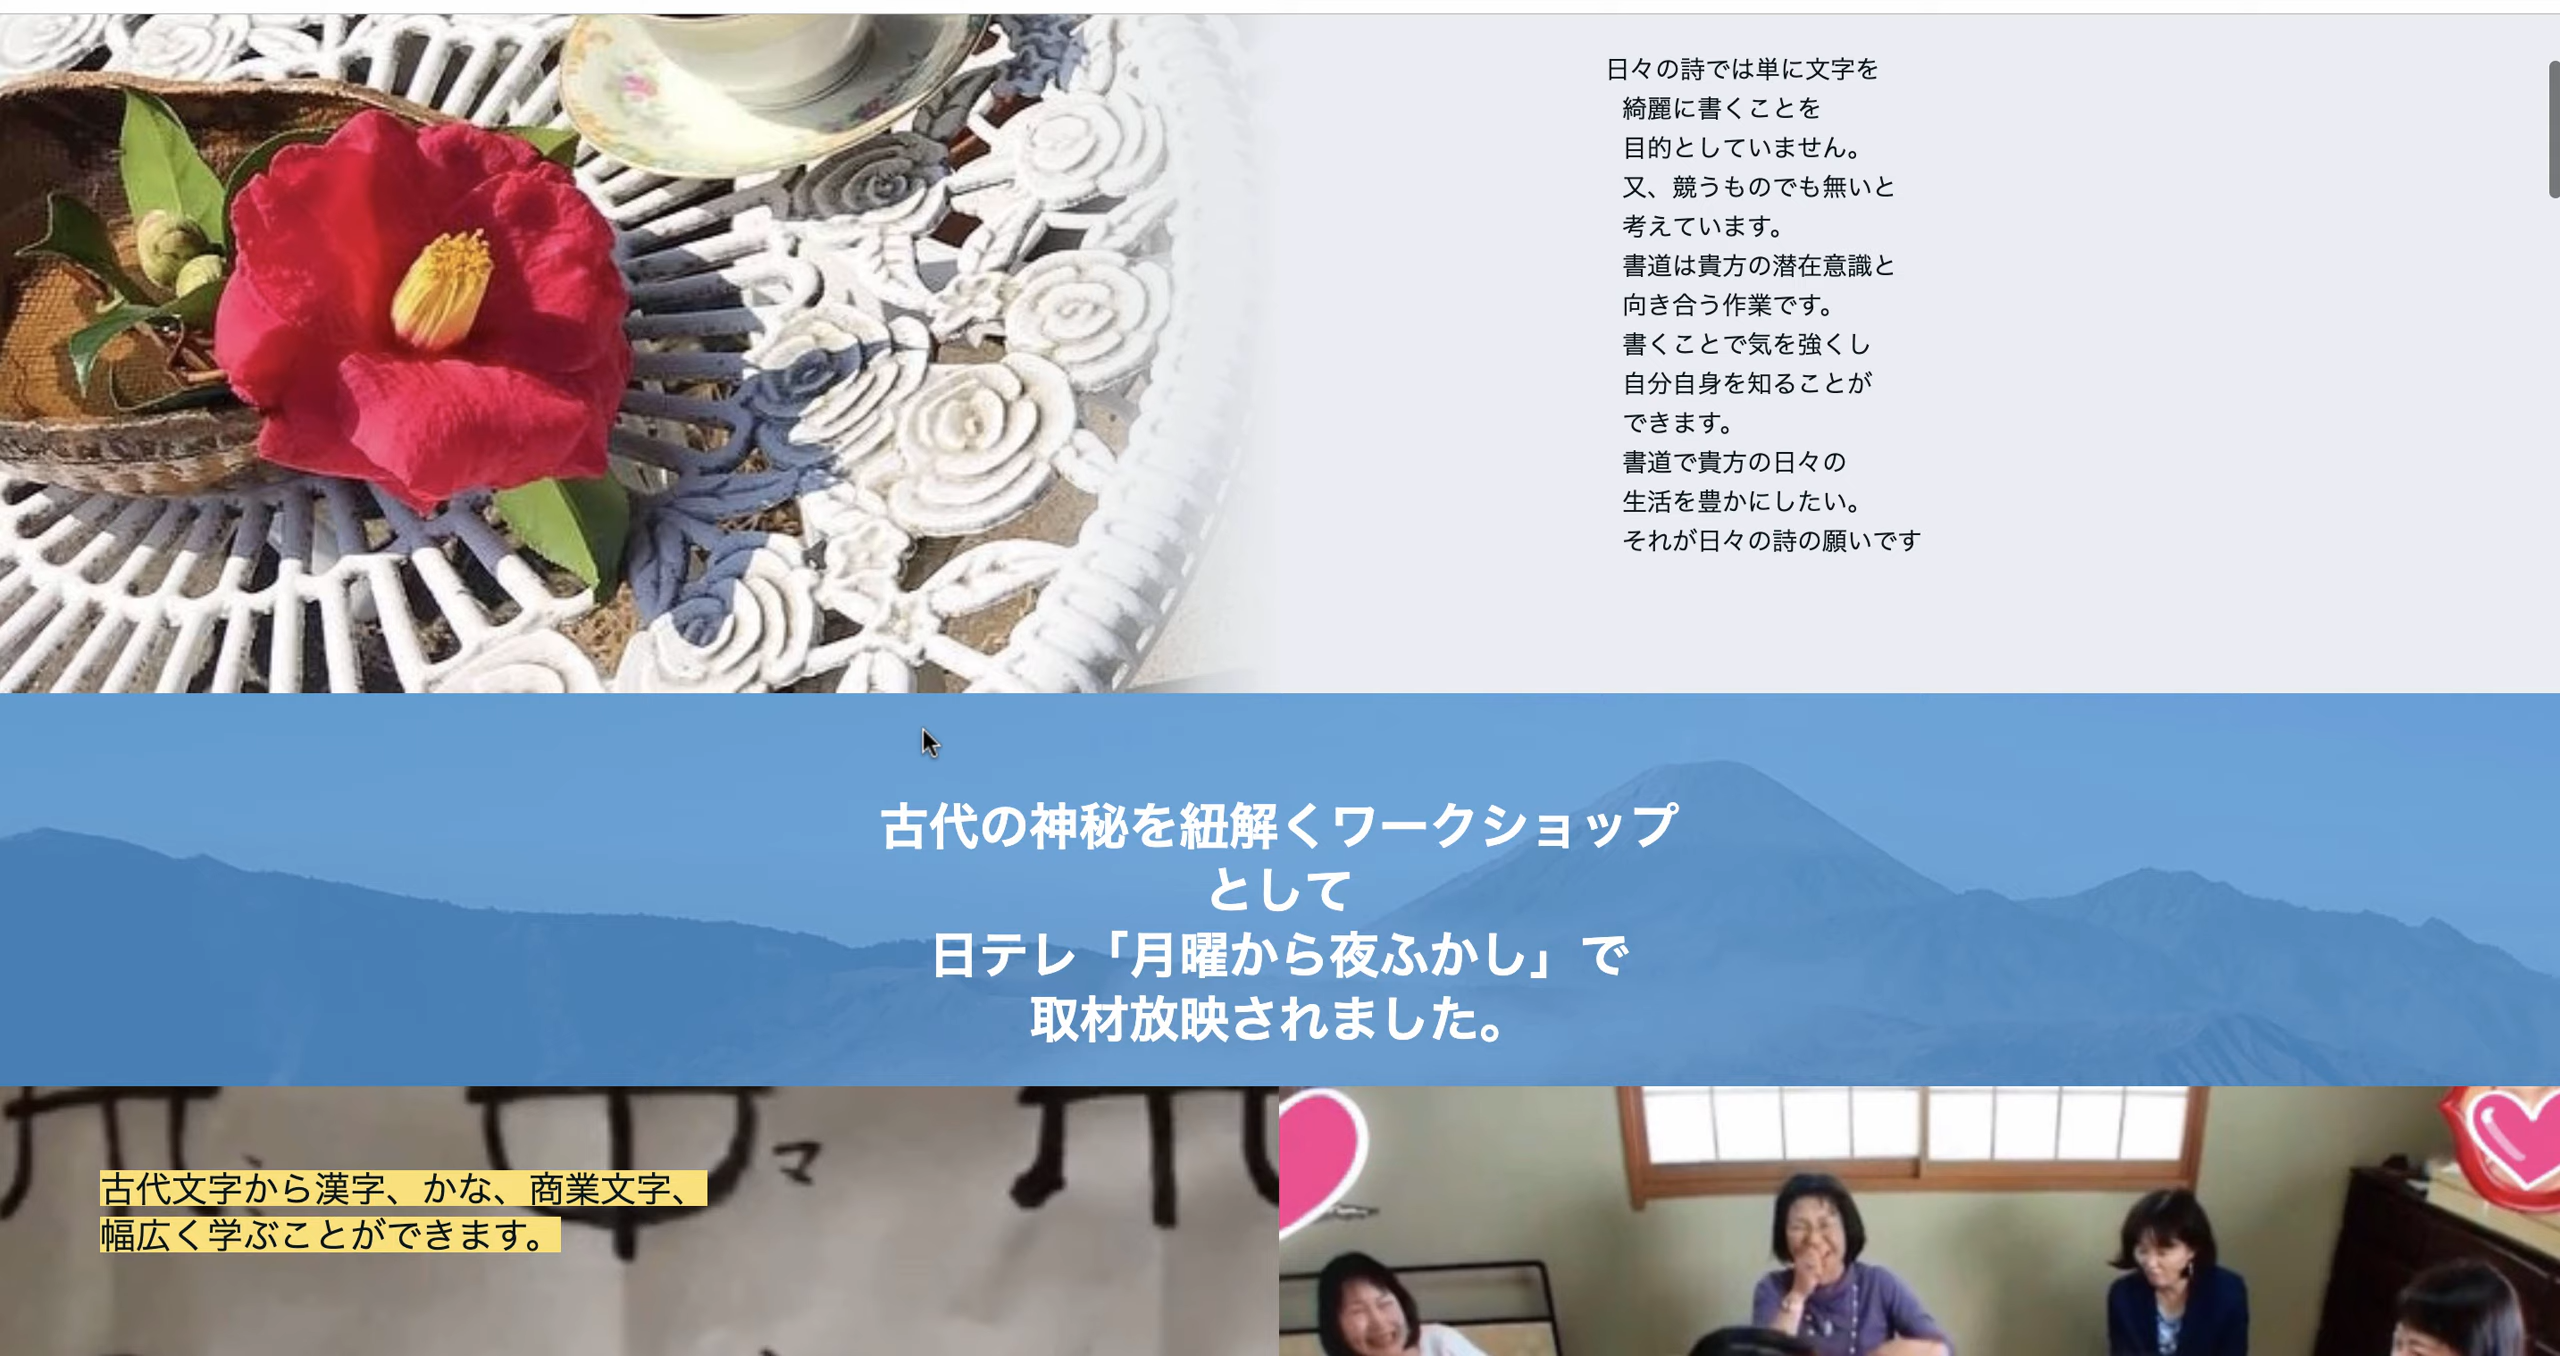 日々の詩では単に文字を
綺麗に書くことを
目的としていません。
又、競うものでも無いと
考えています。
書道は貴方の潜在意識と
向き合う作業です。
書くことで気を強くし
自分自身を知ることが
できます。
書道で貴方の日々の
生活を豊かにしたい。
それが日々の詩の願いです
古代の神秘を紐解くワークショップ
として
日テレ「月曜から夜ふかし」で
取材放映されました。
古代文字から漢字、かな、商業文字、
幅広く学ぶことができます。
マ